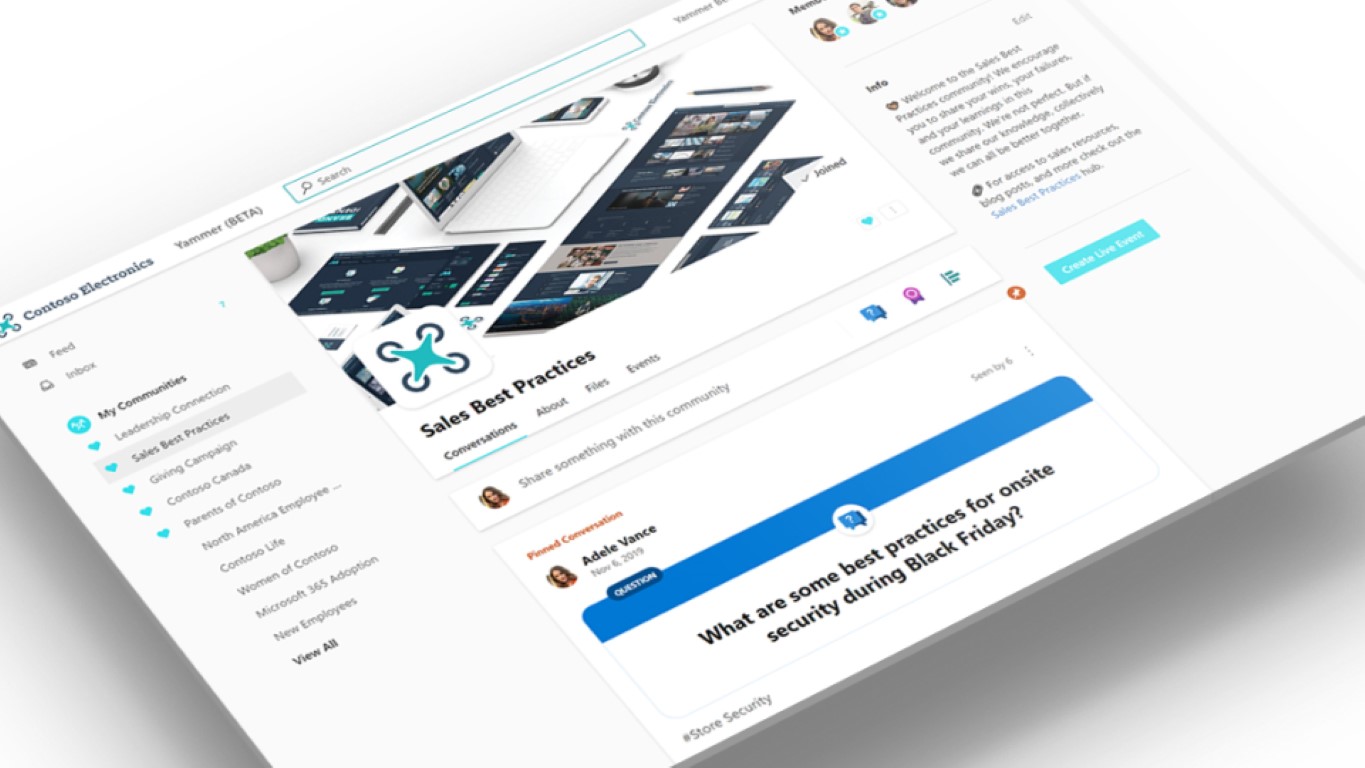 Yammer (BETA)
Search
Contoso Electronics
Feed
Inbox
My Communities
Leadership Connection
Sales Best Practices
Giving Campaign
Contoso Canada
Parents of Contoso
North America Employee ...
Contoso Life
Women of Contoso
Microsoft 365 Adoption
New Employees
View All
Contoso Electronics
Joined
Sales Best Practices
Conversations
About
Files
Events
Share something with this community
Pinned Conversation
Adele Vance
Nov 6, 2019
Seen by 6
QUESTION
What are some best practices for onsite
security during Black Friday?
#Store Security
Edit
Info
Welcome to the Sales Best
Practices community! We encourage
you to share your wins, your failures,
and your learnings in this
community. We're not perfect. But if
we share our knowledge, collectively
we can all be better together.
For access to sales resources,
blog posts, and more check out the
Sales Best Practices hub.
Create Live Event